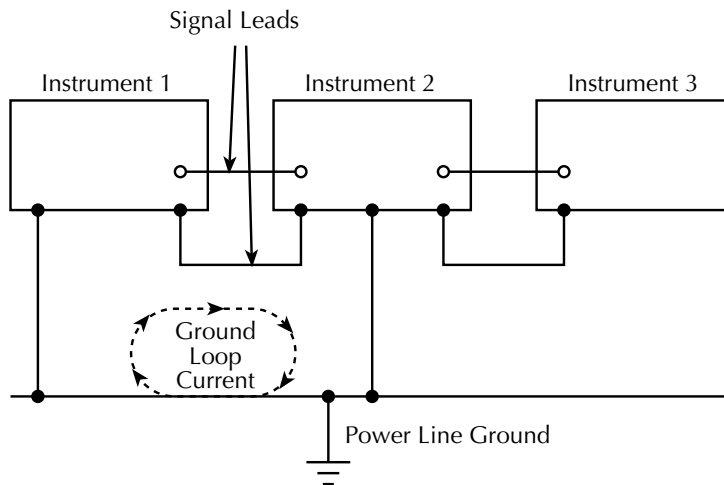 Signal Leads
Instrument 1
Instrument 2
Instrument 3
Ground
Loop
Current
Power Line Ground